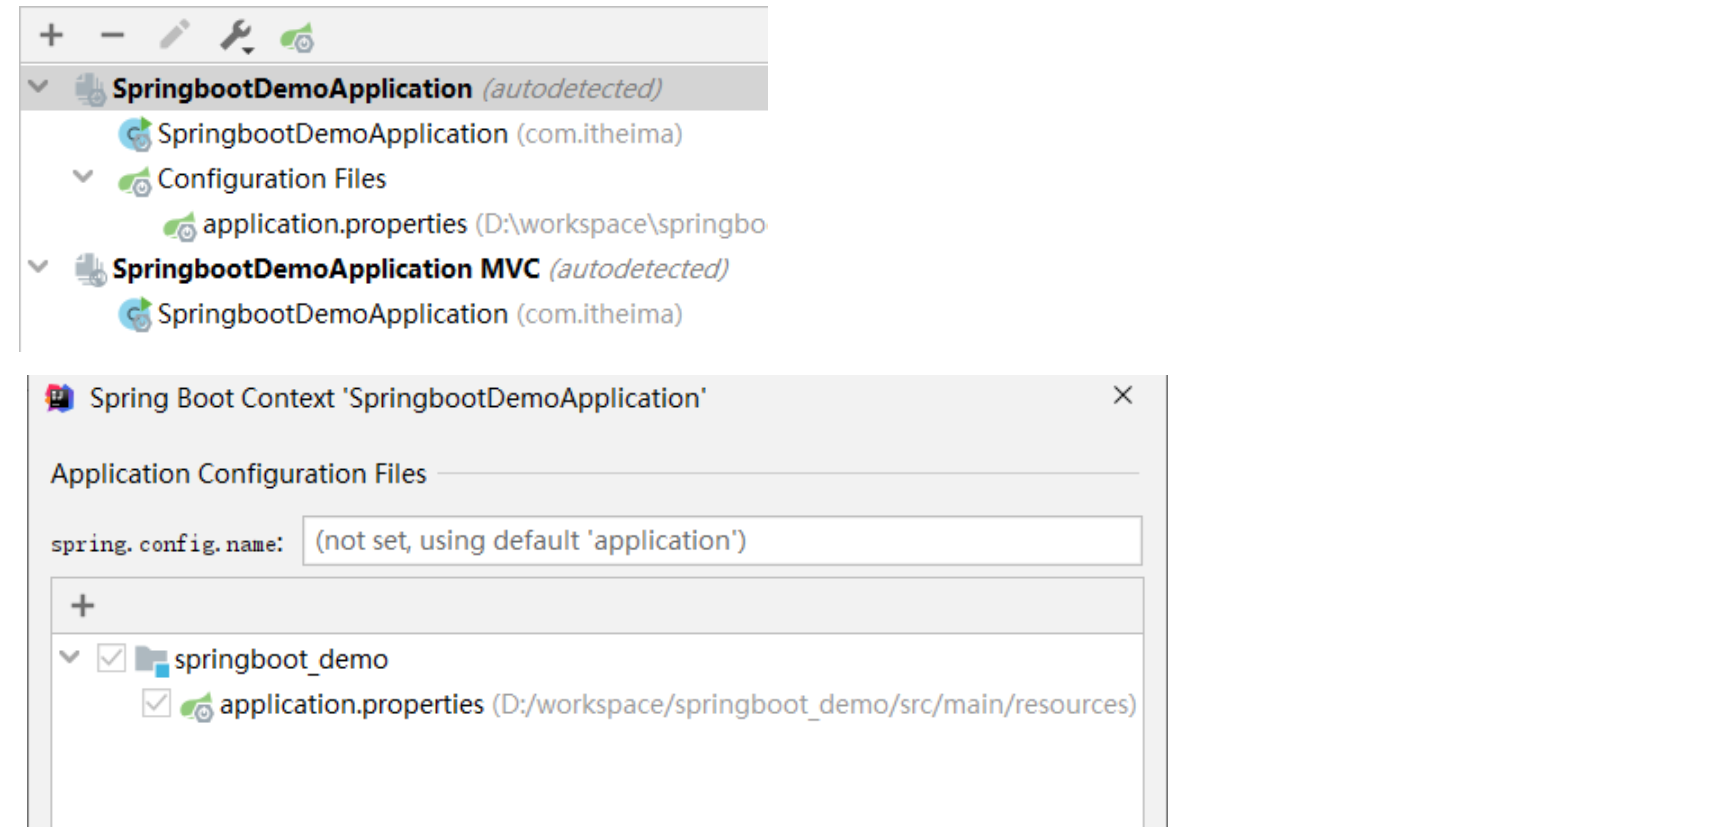 SpringbootDemoApplication (autodetected)
SpringbootDemoApplication (com.itheima)
Configuration Files
application.properties (D:\workspace\springbo
SpringbootDemoApplication MVC (autodetected)
SpringbootDemoApplication (com.itheima)
Spring Boot Context 'SpringbootDemoApplication'
Application Configuration Files
spring.config.name: (not set, using default 'application')
springboot_demo
application.properties (D:/workspace/springboot_demo/src/main/resources)